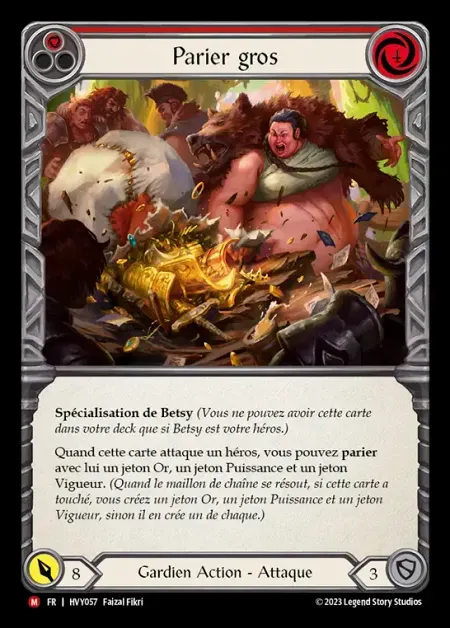 Parier gros
Spécialisation de Betsy (Vous ne pouvez avoir cette carte
dans votre deck que si Betsy est votre héros.)
Quand cette carte attaque un héros, vous pouvez parier
avec lui un jeton Or, un jeton Puissance et un jeton
Vigueur. (Quand le maillon de chaîne se résout, si cette carte a
touché, vous créez un jeton Or, un jeton Puissance et un jeton
Vigueur, sinon il en crée un de chaque.)
8 Gardien Action - Attaque 3
M FR | HVY057 Faizal Fikri © 2023 Legend Story Studios